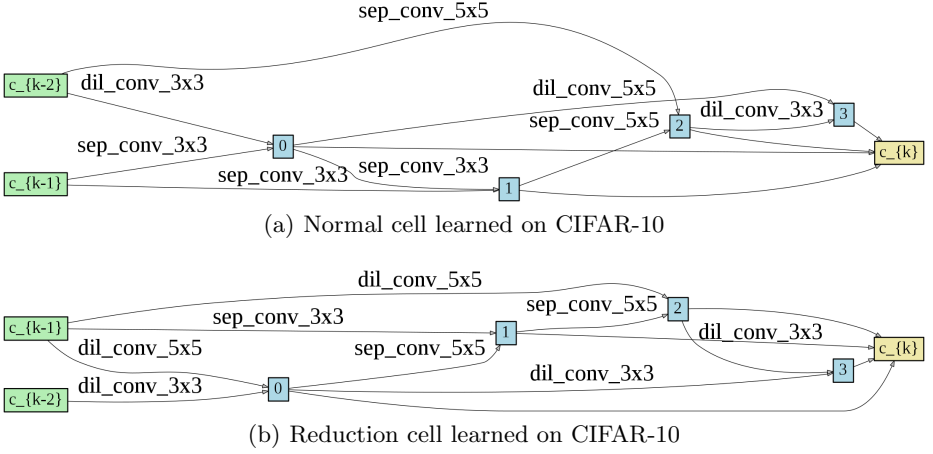 sep_conv_5x5
c_{k-2}
dil_conv_3x3
dil_conv_5x5
dil_conv_3x3
3
sep_conv_5x5
2
sep_conv_3x3
0
c_{k}
sep_conv_3x3
c_{k-1}
sep_conv_3x3
1
(a) Normal cell learned on CIFAR-10
dil_conv_5x5
sep_conv_5x5
2
c_{k-1}
sep_conv_3x3
1
dil_conv_3x3
dil_conv_5x5
sep_conv_5x5
c_{k}
3
dil_conv_3x3
dil_conv_3x3
0
c_{k-2}
(b) Reduction cell learned on CIFAR-10